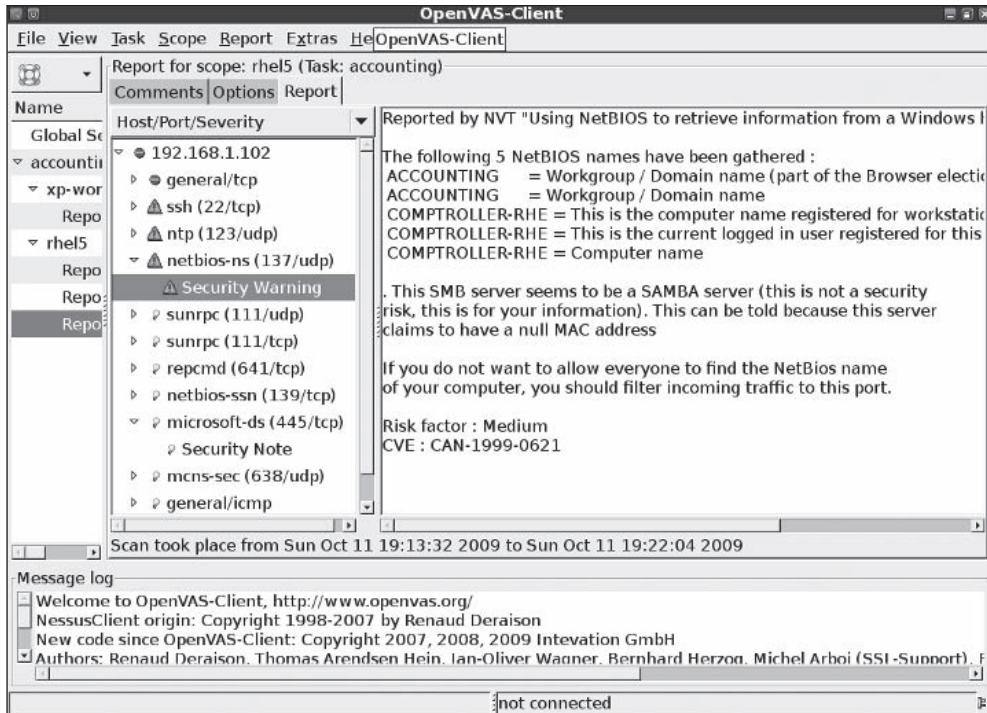 OpenVAS-Client
File View Task Scope Report Extras He OpenVAS-Client
Report for scope: rhel5 (Task: accounting)
Comments Options Report
Name
Global Se
accountin
xp-wor
Repo
rhel5
Repo
Repo
Repo
Host/Port/Severity
192.168.1.102
general/tcp
ssh (22/tcp)
ntp (123/udp)
netbios-ns (137/udp)
Security Warning
sunrpc (111/udp)
sunrpc (111/tcp)
repcmd (641/tcp)
netbios-ssn (139/tcp)
microsoft-ds (445/tcp)
Security Note
mcns-sec (638/udp)
general/icmp
Reported by NVT "Using NetBIOS to retrieve information from a Windows h
The following 5 NetBIOS names have been gathered :
ACCOUNTING = Workgroup / Domain name (part of the Browser electio
ACCOUNTING = Workgroup / Domain name
COMPTROLLER-RHE = This is the computer name registered for workstatio
COMPTROLLER-RHE = This is the current logged in user registered for this
COMPTROLLER-RHE = Computer name
. This SMB server seems to be a SAMBA server (this is not a security
risk, this is for your information). This can be told because this server
claims to have a null MAC address
If you do not want to allow everyone to find the NetBios name
of your computer, you should filter incoming traffic to this port.
Risk factor : Medium
CVE : CAN-1999-0621
Scan took place from Sun Oct 11 19:13:32 2009 to Sun Oct 11 19:22:04 2009
Message log
Welcome to OpenVAS-Client, http://www.openvas.org/
NessusClient origin: Copyright 1998-2007 by Renaud Deraison
New code since OpenVAS-Client: Copyright 2007, 2008, 2009 Intevation GmbH
Authors: Renaud Deraison, Thomas Arendsen Hein, Jan-Oliver Wagner, Bernhard Herzog, Michel Arboi (SSL-Support),
not connected